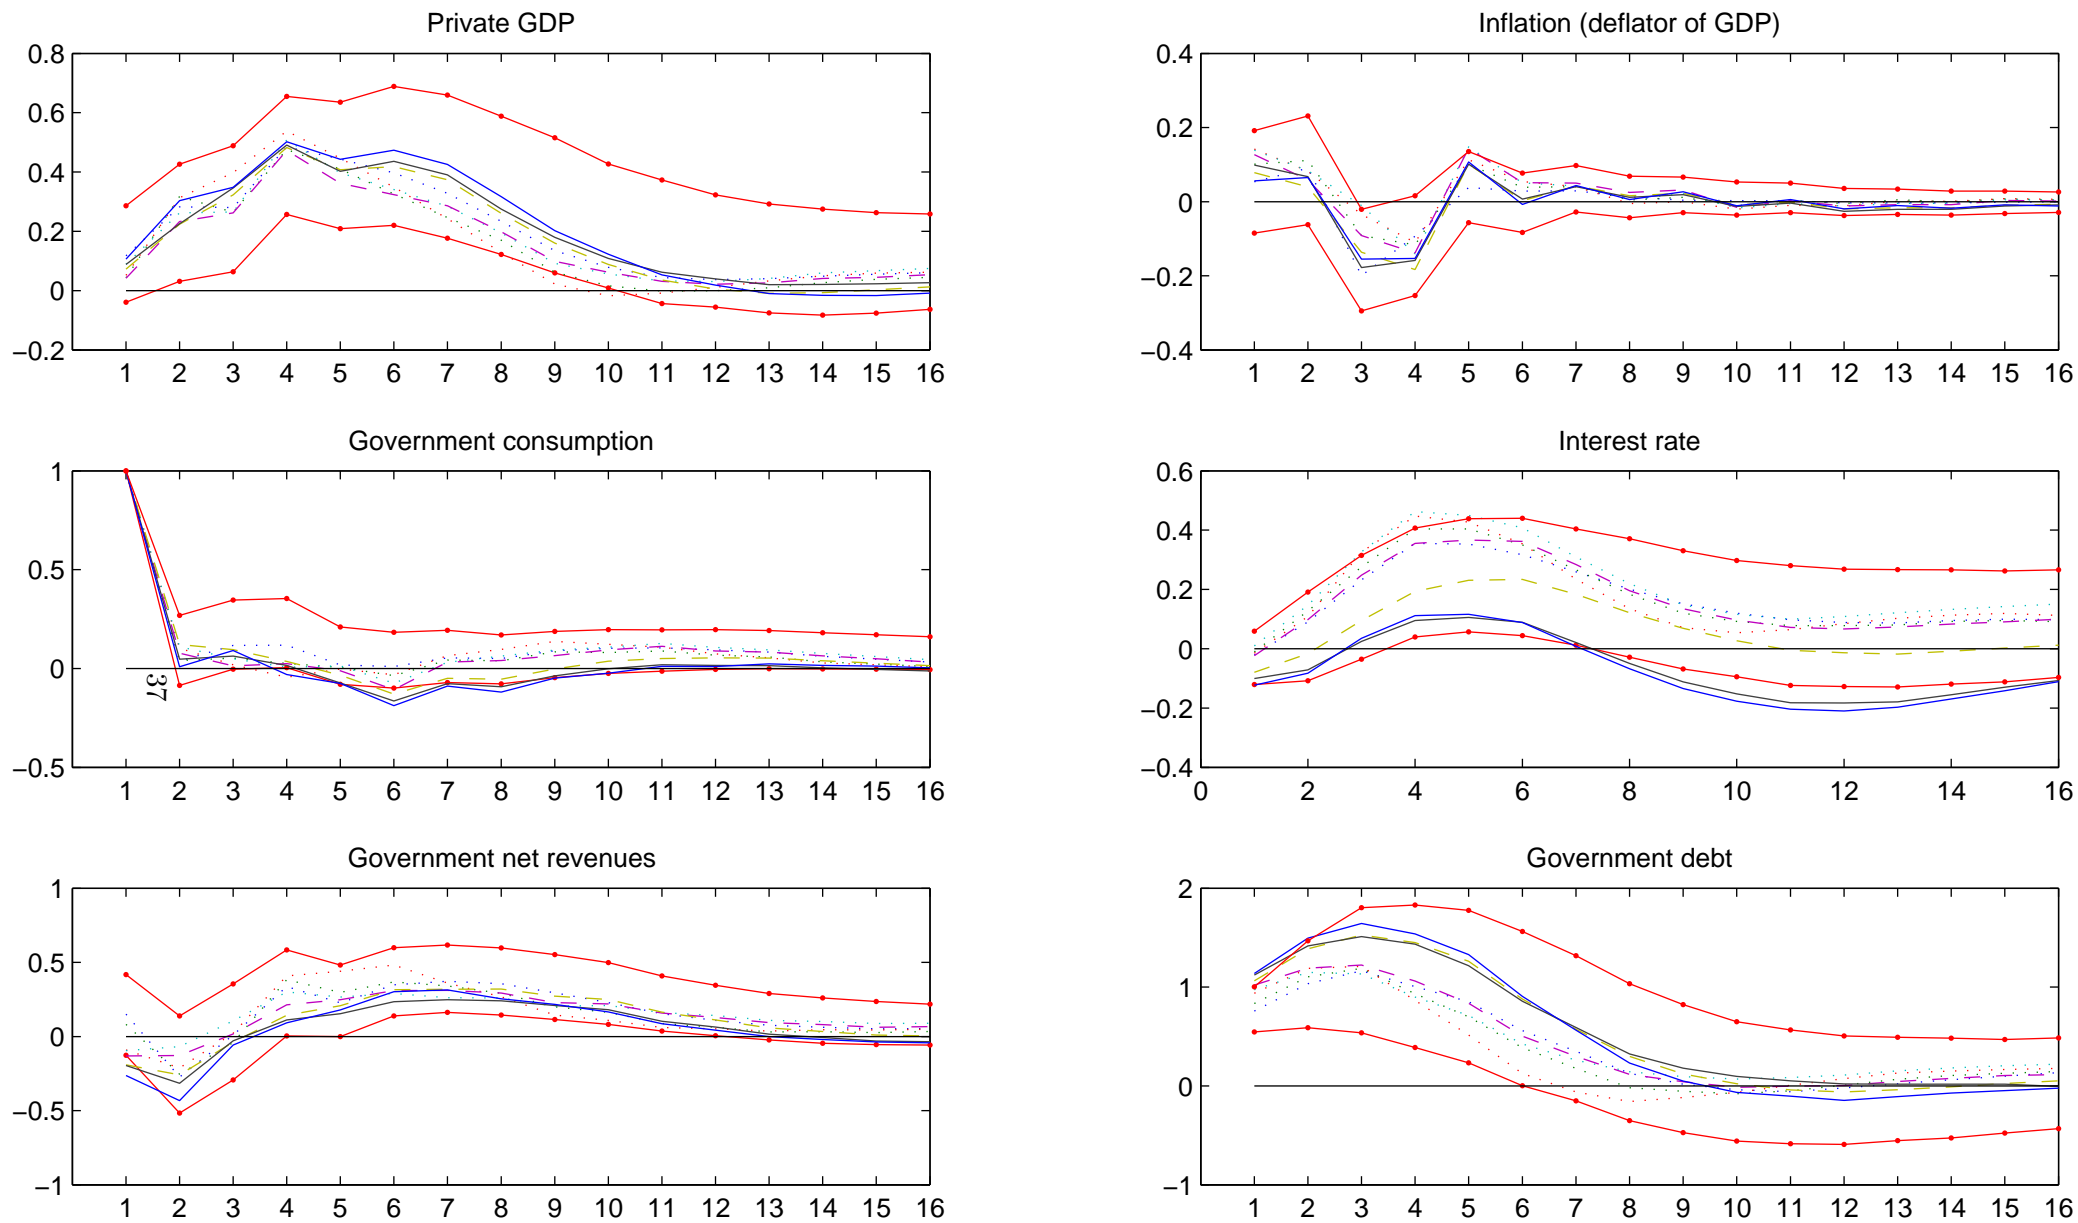 Private GDP
0.8
0.6
0.4
0.2
0
−0.2
1 2 3 4 5 6 7 8 9 10 11 12 13 14 15 16
Inflation (deflator of GDP)
0.4
0.2
0
−0.2
−0.4
1 2 3 4 5 6 7 8 9 10 11 12 13 14 15 16
Government consumption
1
0.5
0
−0.5
37
1 2 3 4 5 6 7 8 9 10 11 12 13 14 15 16
Interest rate
0.6
0.4
0.2
0
−0.2
−0.4
0 2 4 6 8 10 12 14 16
Government net revenues
1
0.5
0
−0.5
−1
1 2 3 4 5 6 7 8 9 10 11 12 13 14 15 16
Government debt
2
1
0
−1
1 2 3 4 5 6 7 8 9 10 11 12 13 14 15 16